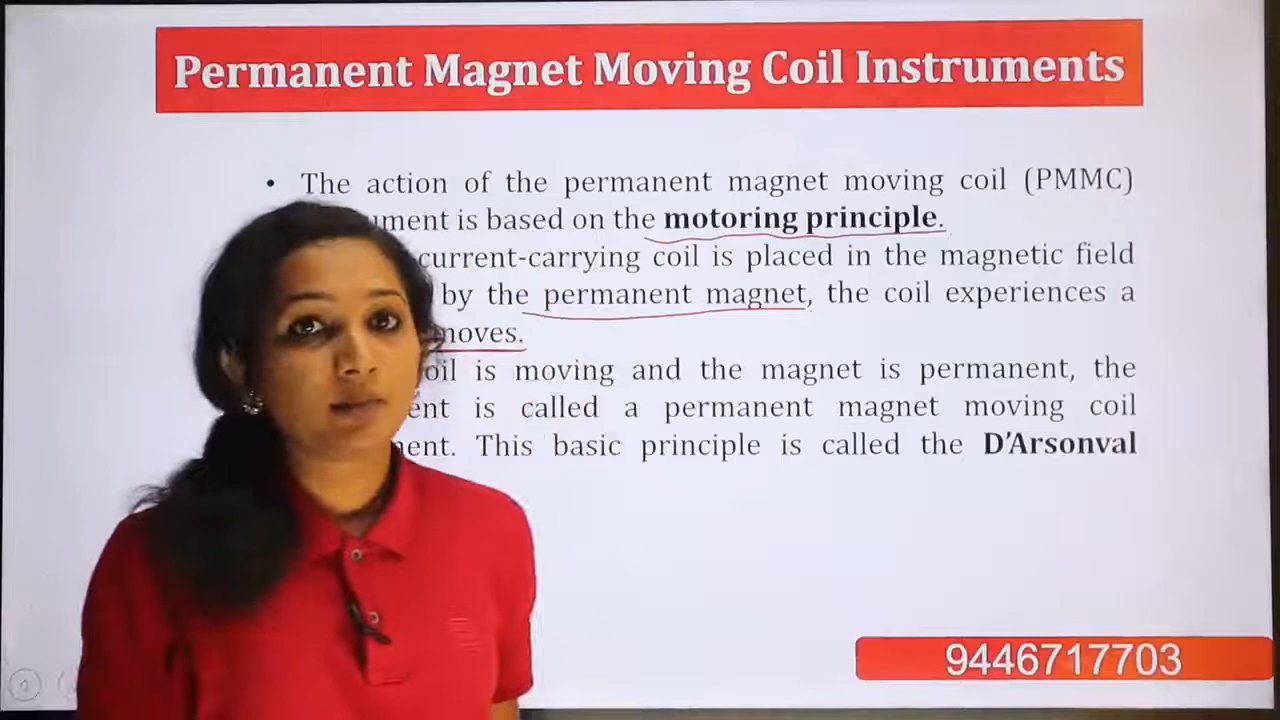 Permanent Magnet Moving Coil Instruments
• The action of the permanent magnet moving coil (PMMC)
ument is based on the motoring principle.
current-carrying coil is placed in the magnetic field
by the permanent magnet, the coil experiences a
moves.
oil is moving and the magnet is permanent, the
ent is called a permanent magnet moving coil
ent. This basic principle is called the D’Arsonval
9446717703